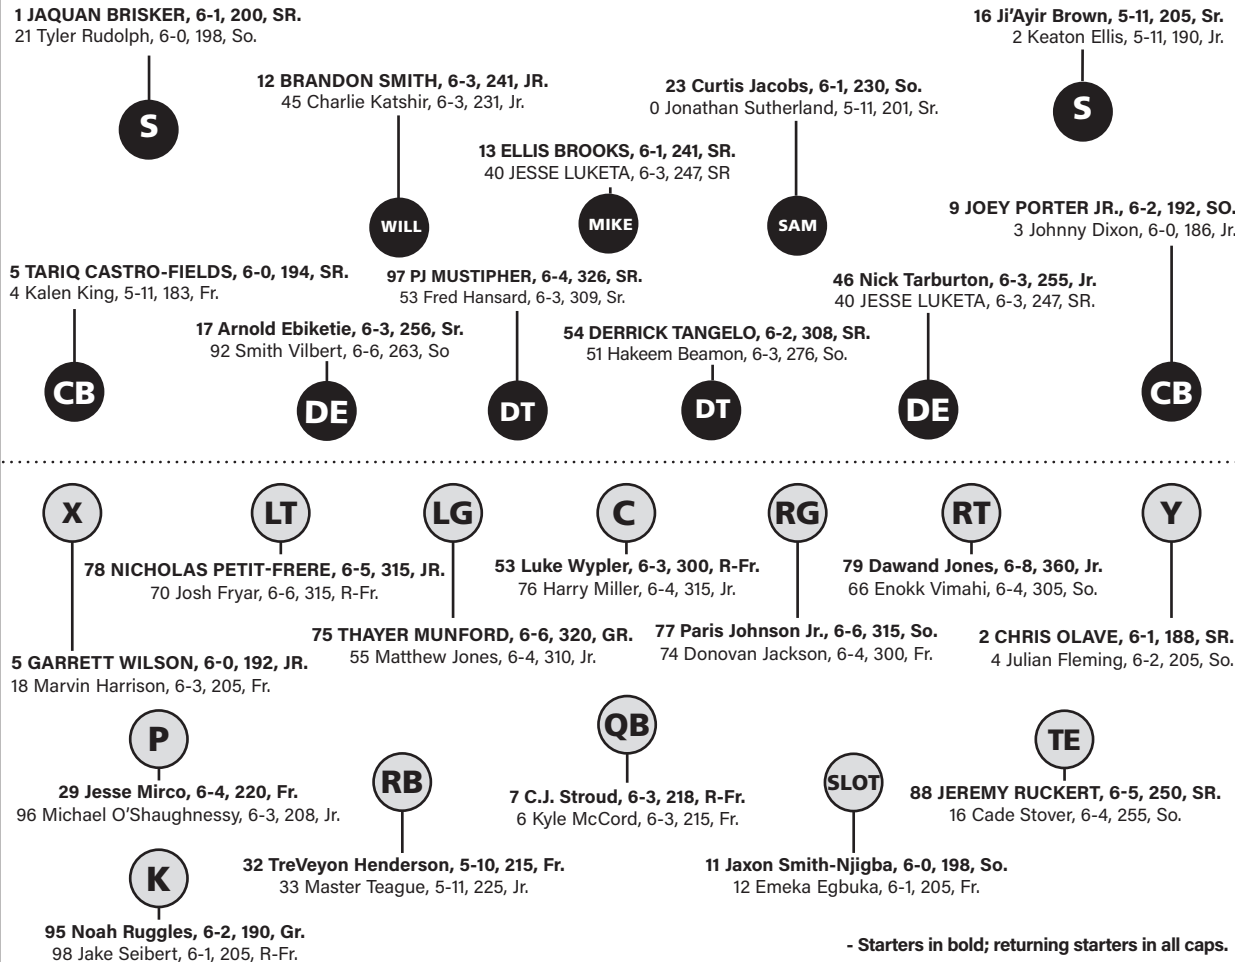 1 JAQUAN BRISKER, 6-1, 200, SR.
21 Tyler Rudolph, 6-0, 198, So.
S
16 Ji'Ayir Brown, 5-11, 205, Sr.
2 Keaton Ellis, 5-11, 190, Jr.
S
12 BRANDON SMITH, 6-3, 241, JR.
45 Charlie Katshir, 6-3, 231, Jr.
WILL
23 Curtis Jacobs, 6-1, 230, So.
0 Jonathan Sutherland, 5-11, 201, Sr.
SAM
13 ELLIS BROOKS, 6-1, 241, SR.
40 JESSE LUKETA, 6-3, 247, SR
MIKE
9 JOEY PORTER JR., 6-2, 192, SO.
3 Johnny Dixon, 6-0, 186, Jr.
CB
5 TARIQ CASTRO-FIELDS, 6-0, 194, SR.
4 Kalen King, 5-11, 183, Fr.
CB
97 PJ MUSTIPHER, 6-4, 326, SR.
53 Fred Hansard, 6-3, 309, Sr.
DT
46 Nick Tarburton, 6-3, 255, Jr.
40 JESSE LUKETA, 6-3, 247, SR.
DE
17 Arnold Ebiketie, 6-3, 256, Sr.
92 Smith Vilbert, 6-6, 263, So
DE
54 DERRICK TANGELO, 6-2, 308, SR.
51 Hakeem Beamon, 6-3, 276, So.
DT
X
5 GARRETT WILSON, 6-0, 192, JR.
18 Marvin Harrison, 6-3, 205, Fr.
LT
78 NICHOLAS PETIT-FRERE, 6-5, 315, JR.
70 Josh Fryar, 6-6, 315, R-Fr.
LG
75 THAYER MUNFORD, 6-6, 320, GR.
55 Matthew Jones, 6-4, 310, Jr.
C
53 Luke Wypler, 6-3, 300, R-Fr.
76 Harry Miller, 6-4, 315, Jr.
RG
77 Paris Johnson Jr., 6-6, 315, So.
74 Donovan Jackson, 6-4, 300, Fr.
RT
79 Dawand Jones, 6-8, 360, Jr.
66 Enokk Vimahi, 6-4, 305, So.
Y
2 CHRIS OLAVE, 6-1, 188, SR.
4 Julian Fleming, 6-2, 205, So.
P
29 Jesse Mirco, 6-4, 220, Fr.
96 Michael O'Shaughnessy, 6-3, 208, Jr.
RB
32 TreVeyon Henderson, 5-10, 215, Fr.
33 Master Teague, 5-11, 225, Jr.
QB
7 C.J. Stroud, 6-3, 218, R-Fr.
6 Kyle McCord, 6-3, 215, Fr.
SLOT
11 Jaxon Smith-Njigba, 6-0, 198, So.
12 Emeka Egbuka, 6-1, 205, Fr.
TE
88 JEREMY RUCKERT, 6-5, 250, SR.
16 Cade Stover, 6-4, 255, So.
K
95 Noah Ruggles, 6-2, 190, Gr.
98 Jake Seibert, 6-1, 205, R-Fr.
- Starters in bold; returning starters in all caps.